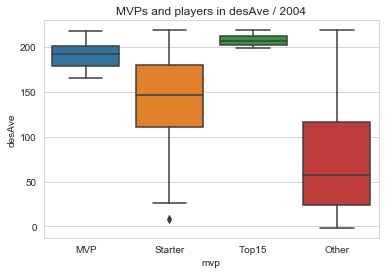 MVPs and players in desAve / 2004
200
150
100
50
0
desAve
MVP Starter Top15 Other
mvp